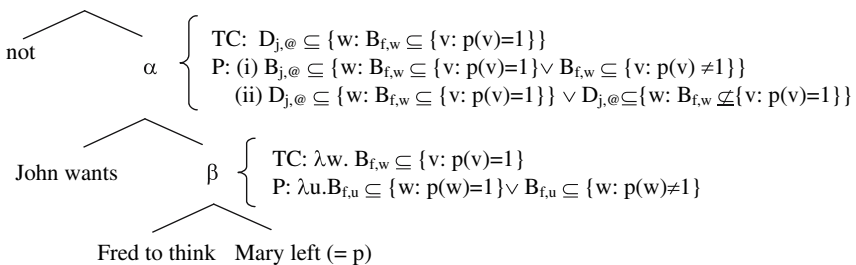 TC: D_{j,@} ⊆ {w: B_{f,w} ⊆ {v: p(v)=1}}
not
α
P: (i) B_{j,@} ⊆ {w: B_{f,w} ⊆ {v: p(v)=1}∨ B_{f,w} ⊆ {v: p(v) ≠1}}
(ii) D_{j,@} ⊆ {w: B_{f,w} ⊆ {v: p(v)=1}} ∨ D_{j,@}⊆{w: B_{f,w} ⊈{v: p(v)=1}}
TC: λw. B_{f,w} ⊆ {v: p(v)=1}
John wants β
P: λu.B_{f,u} ⊆ {w: p(w)=1}∨ B_{f,u} ⊆ {w: p(w)≠1}
Fred to think Mary left (= p)